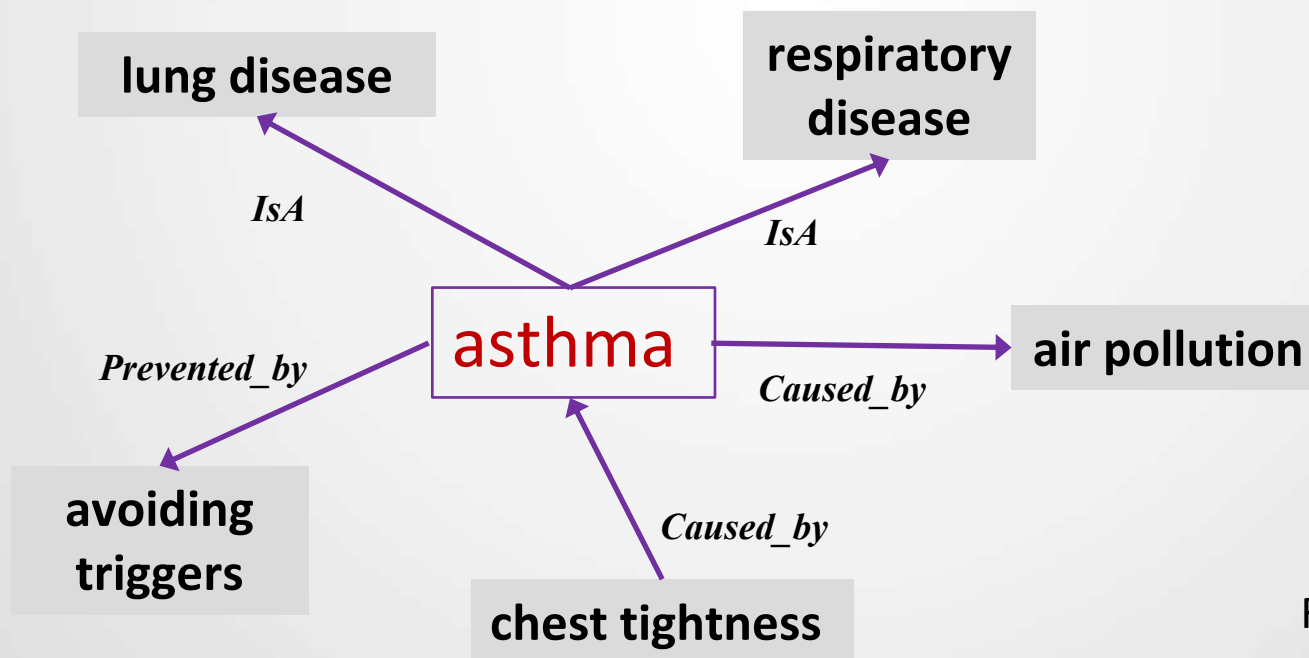 respiratory
disease
lung disease
IsA
IsA
asthma
air pollution
Prevented_by
Caused_by
avoiding
triggers
Caused_by
chest tightness